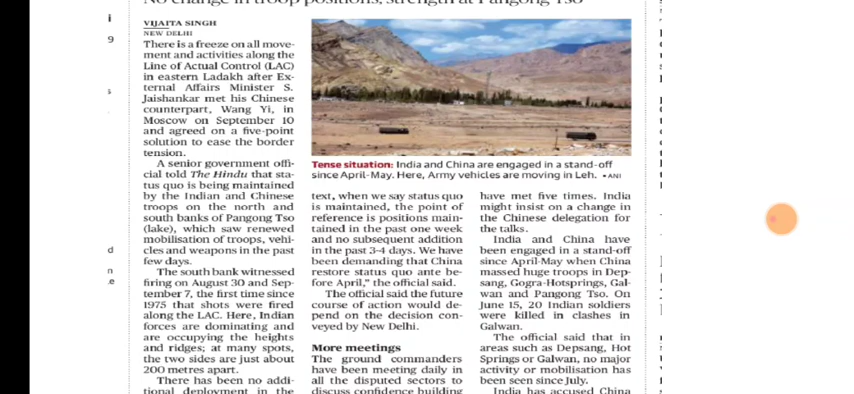 No change in troop positions, strength at Pangong Tso
VIJAITA SINGH
NEW DELHI
There is a freeze on all move-
ment and activities along the
Line of Actual Control (LAC)
in eastern Ladakh after Ex-
ternal Affairs Minister S.
Jaishankar met his Chinese
counterpart, Wang Yi, in
Moscow on September 10
and agreed on a five-point
solution to ease the border
tension.
A senior government offi-
cial told The Hindu that sta-
tus quo is being maintained
by the Indian and Chinese
troops on the north and
south banks of Pangong Tso
(lake), which saw renewed
mobilisation of troops, vehi-
cles and weapons in the past
few days.
The south bank witnessed
firing on August 30 and Sep-
tember 7, the first time since
1975 that shots were fired
along the LAC. Here, Indian
forces are dominating and
are occupying the heights
and ridges; at many spots,
the two sides are just about
200 metres apart.
There has been no addi-
tional deployment in the
Tense situation: India and China are engaged in a stand-off
since April-May. Here, Army vehicles are moving in Leh. • ANI
text, when we say status quo
is maintained, the point of
reference is positions main-
tained in the past one week
and no subsequent addition
in the past 3-4 days. We have
been demanding that China
restore status quo ante be-
fore April,” the official said.
The official said the future
course of action would de-
pend on the decision con-
veyed by New Delhi.
More meetings
The ground commanders
have been meeting daily in
all the disputed sectors to
discuss confidence building
have met five times. India
might insist on a change in
the Chinese delegation for
the talks.
India and China have
been engaged in a stand-off
since April-May when China
massed huge troops in Dep-
sang, Gogra-Hotsprings, Gal-
wan and Pangong Tso. On
June 15, 20 Indian soldiers
were killed in clashes in
Galwan.
The official said that in
areas such as Depsang, Hot
Springs or Galwan, no major
activity or mobilisation has
been seen since July.
India has accused China